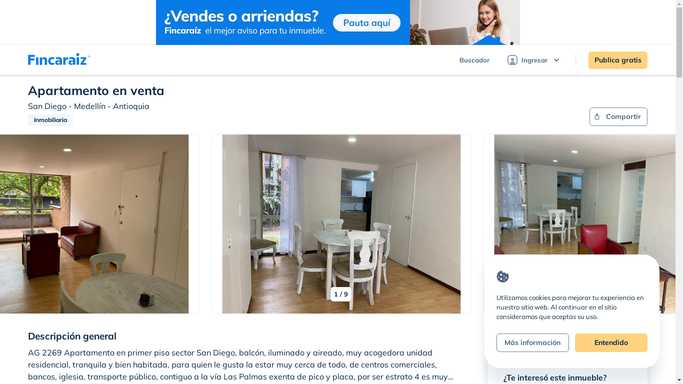 ¿Vendes o arriendas?
Fincaraíz el mejor aviso para tu inmueble.
Pauta aquí
Fincaraíz
Buscador
Ingresar
Publica gratis
Apartamento en venta
San Diego - Medellín - Antioquia
Inmobiliaria
Compartir
1 / 9
Utilizamos cookies para mejorar tu experiencia en
nuestro sitio web. Al continuar en el sitio
consideramos que aceptas su uso.
Más información
Entendido
Descripción general
AG 2269 Apartamento en primer piso sector San Diego, balcón, iluminado y aireado, muy acogedora unidad
residencial, tranquila y bien habitada, para quien le gusta la estar muy cerca de todo, de centros comerciales,
bancos, iglesia, transporte público, contiguo a la vía Las Palmas exenta de pico y placa, por ser estrato 4 es muy...
¿Te interesó este inmueble?